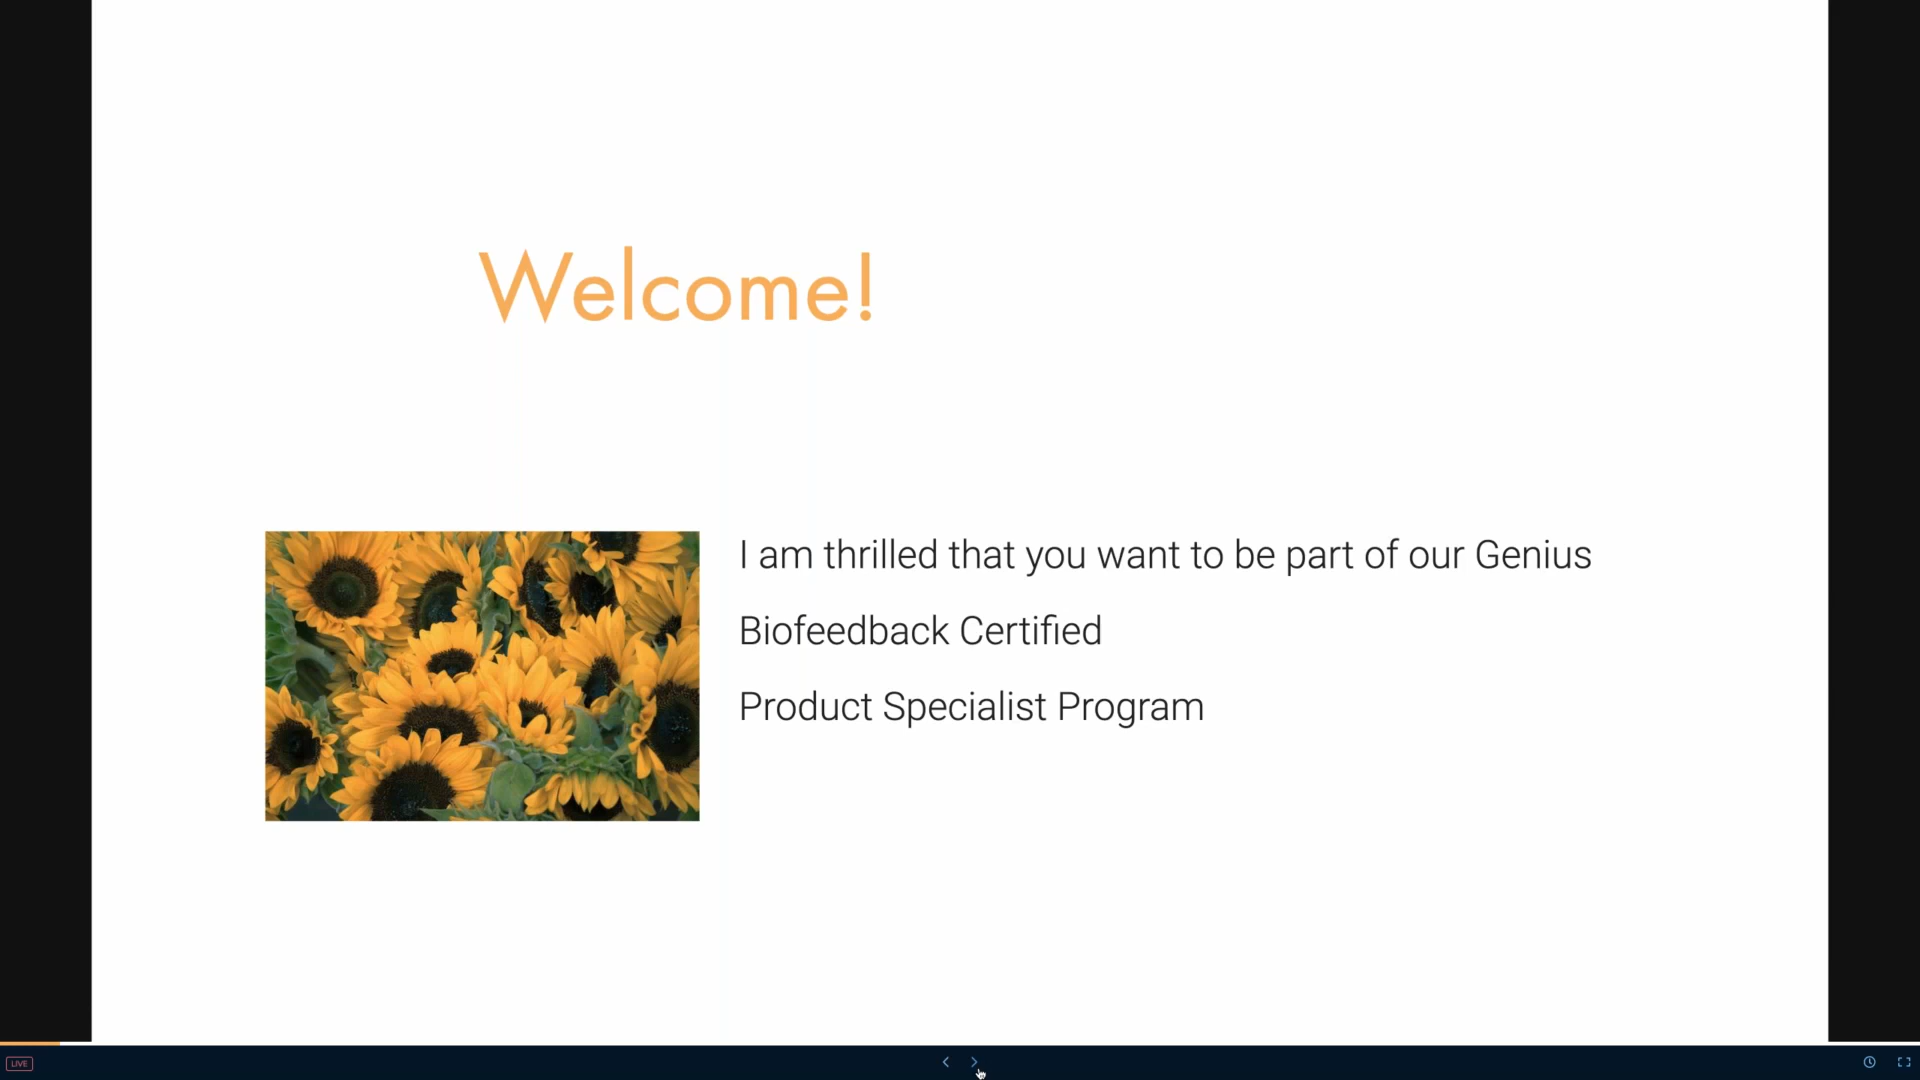 Welcome!
I am thrilled that you want to be part of our Genius
Biofeedback Certified
Product Specialist Program
LIVE